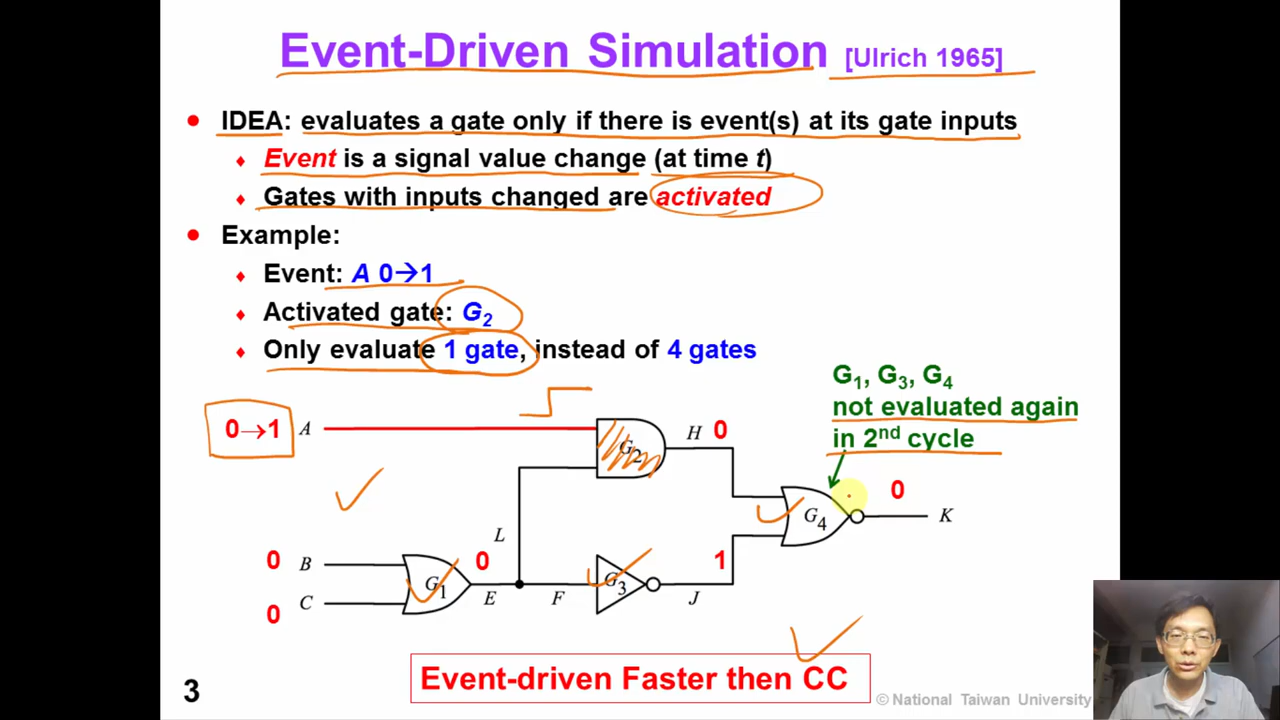 Event-Driven Simulation [Ulrich 1965]
• IDEA: evaluates a gate only if there is event(s) at its gate inputs
♦ Event is a signal value change (at time t)
♦ Gates with inputs changed are activated
• Example:
♦ Event: A 0→1
♦ Activated gate: G2
♦ Only evaluate 1 gate, instead of 4 gates
G1, G3, G4
not evaluated again
in 2nd cycle
0→1 A
G2
H 0
0
G4
K
L
0 B
0
1
G1
G3
E
F
J
C
0
Event-driven Faster then CC
3
© National Taiwan University